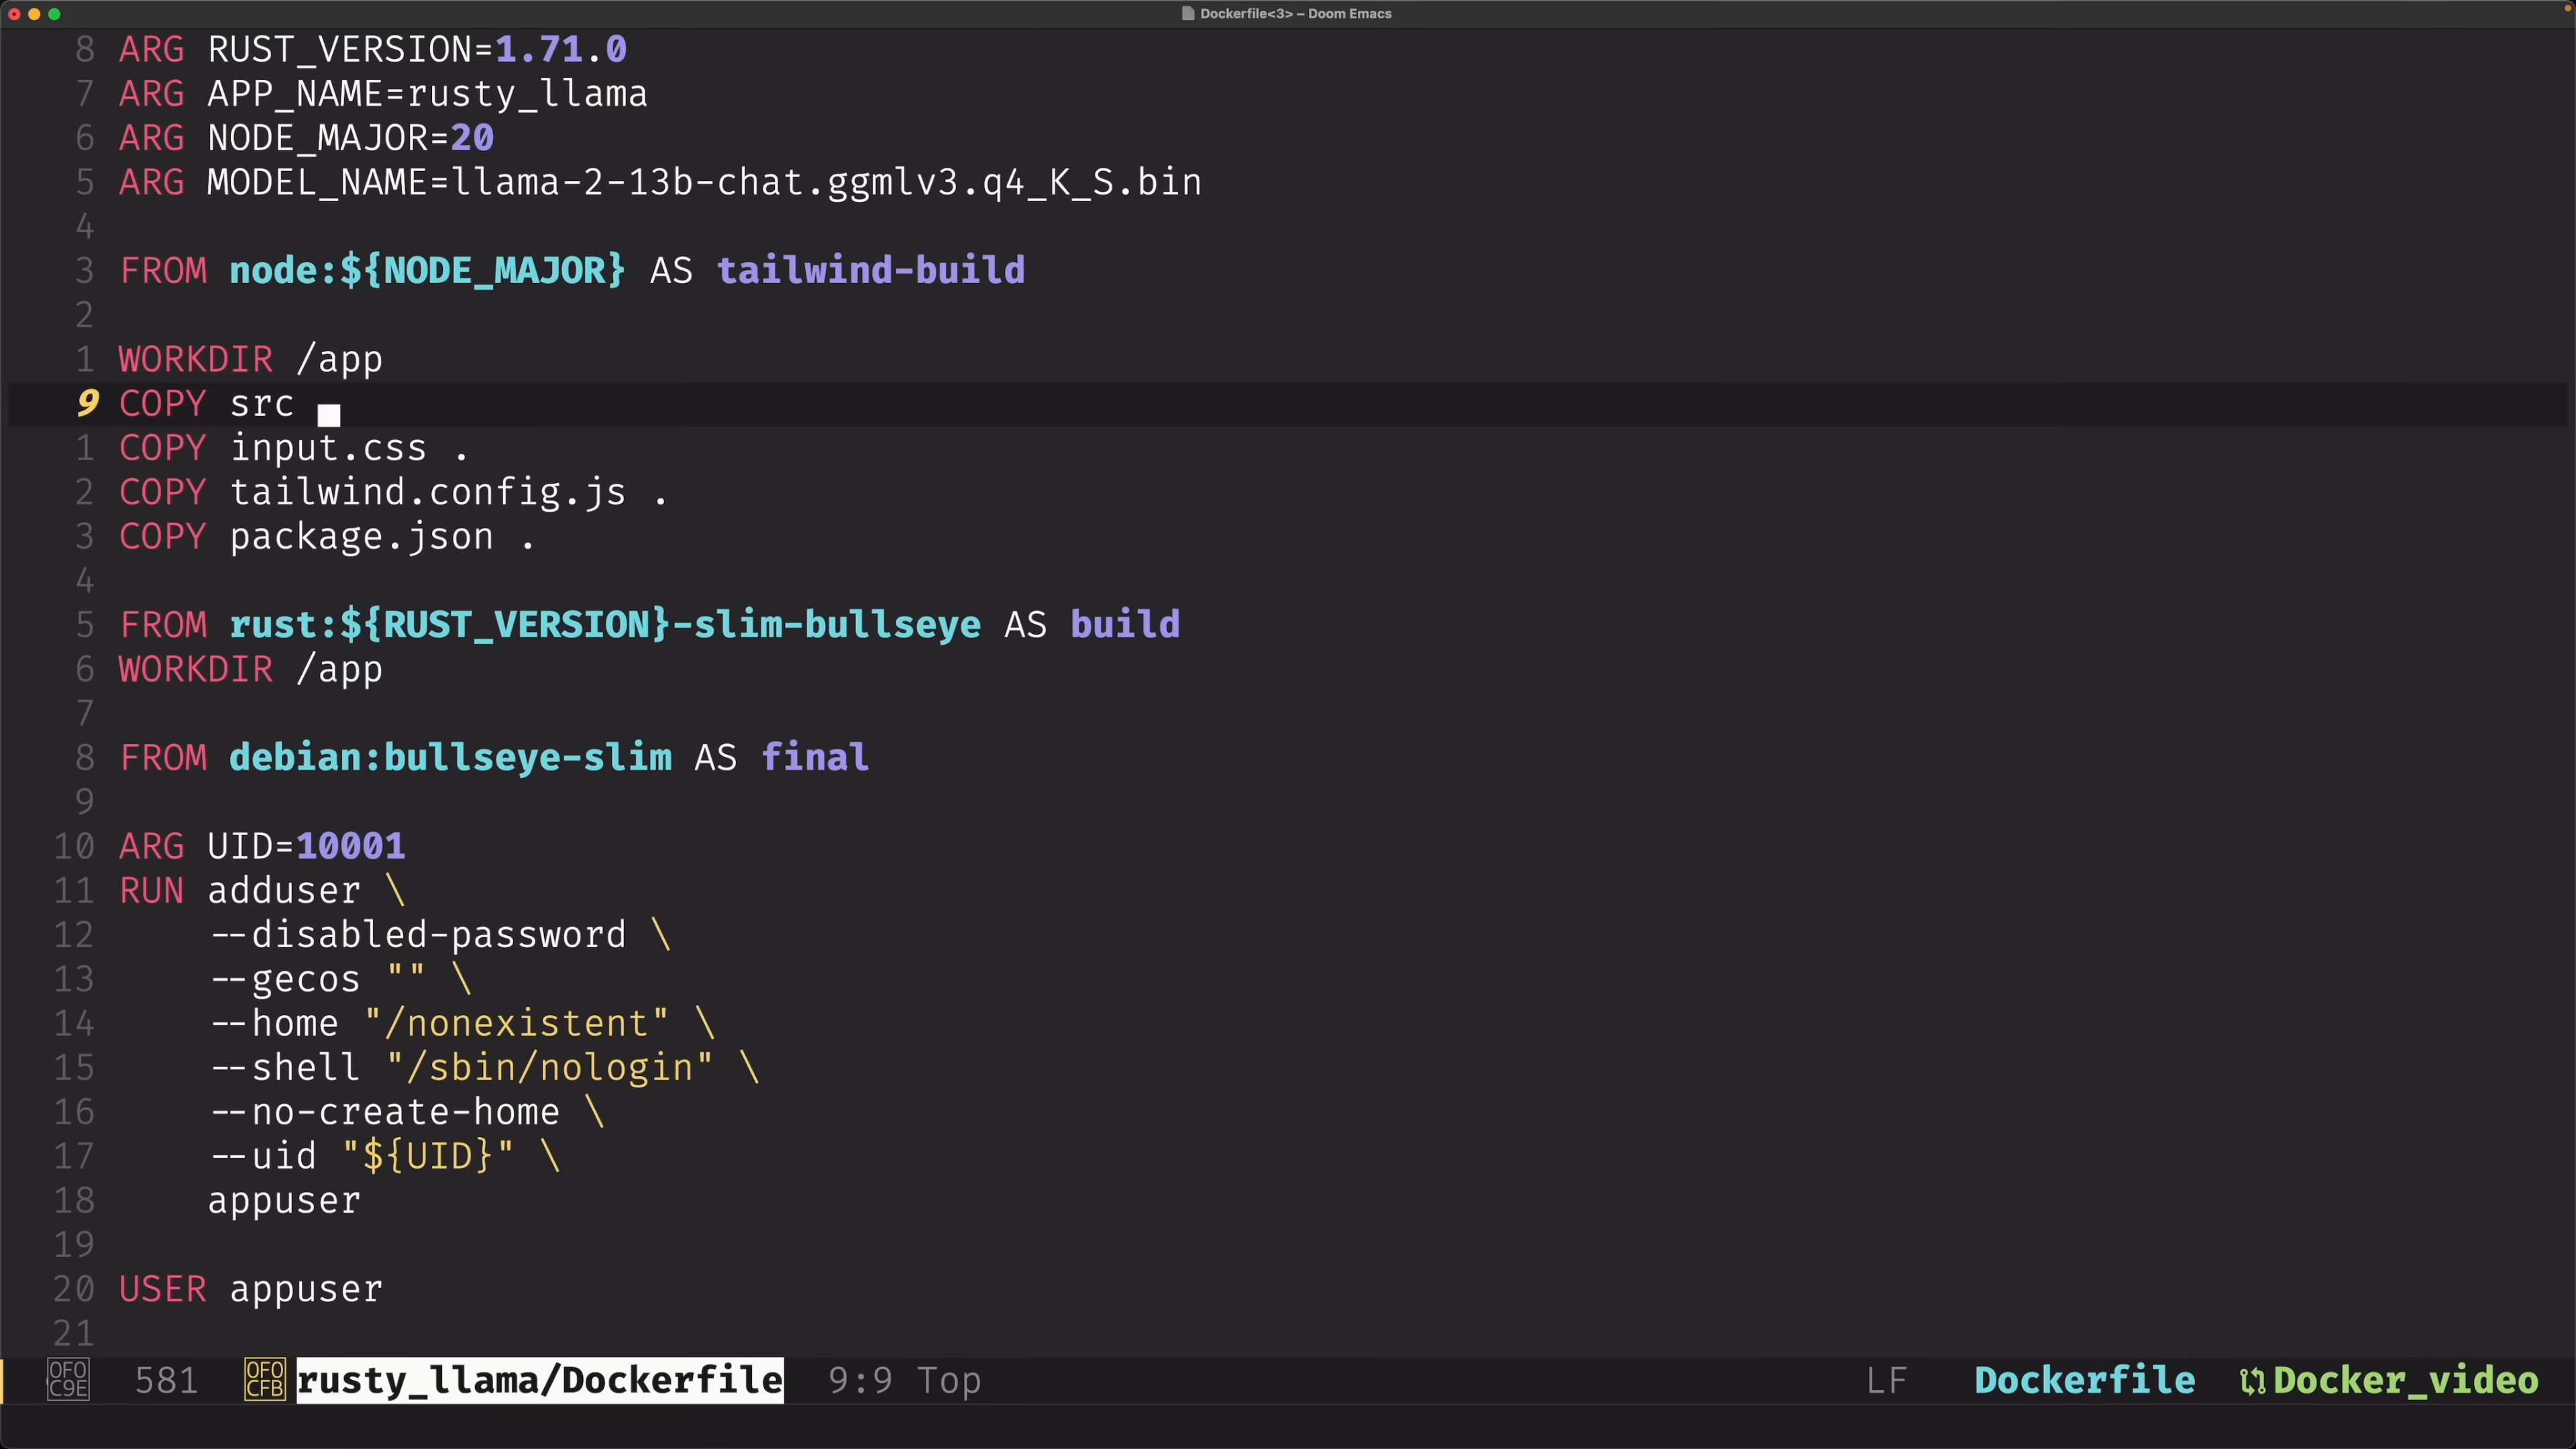 Dockerfile<3> – Doom Emacs
8 ARG RUST_VERSION=1.71.0
7 ARG APP_NAME=rusty_llama
6 ARG NODE_MAJOR=20
5 ARG MODEL_NAME=llama-2-13b-chat.ggmlv3.q4_K_S.bin
4
3 FROM node:${NODE_MAJOR} AS tailwind-build
2
1 WORKDIR /app
9 COPY src
1 COPY input.css .
2 COPY tailwind.config.js .
3 COPY package.json .
4
5 FROM rust:${RUST_VERSION}-slim-bullseye AS build
6 WORKDIR /app
7
8 FROM debian:bullseye-slim AS final
9
10 ARG UID=10001
11 RUN adduser \
12 --disabled-password \
13 --gecos "" \
14 --home "/nonexistent" \
15 --shell "/sbin/nologin" \
16 --no-create-home \
17 --uid "${UID}" \
18 appuser
19
20 USER appuser
21
0F0C9E 581 0F0CFB rusty_llama/Dockerfile 9:9 Top LF Dockerfile Docker_video